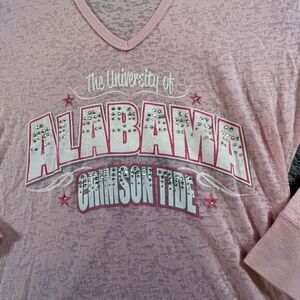 The University of
ALABAMA
CRIMSON TIDE